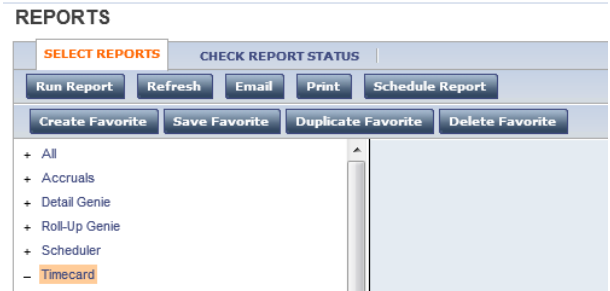 REPORTS
SELECT REPORTS CHECK REPORT STATUS
Run Report Refresh Email Print Schedule Report
Create Favorite Save Favorite Duplicate Favorite Delete Favorite
+ All
+ Accruals
+ Detail Genie
+ Roll-Up Genie
+ Scheduler
– Timecard